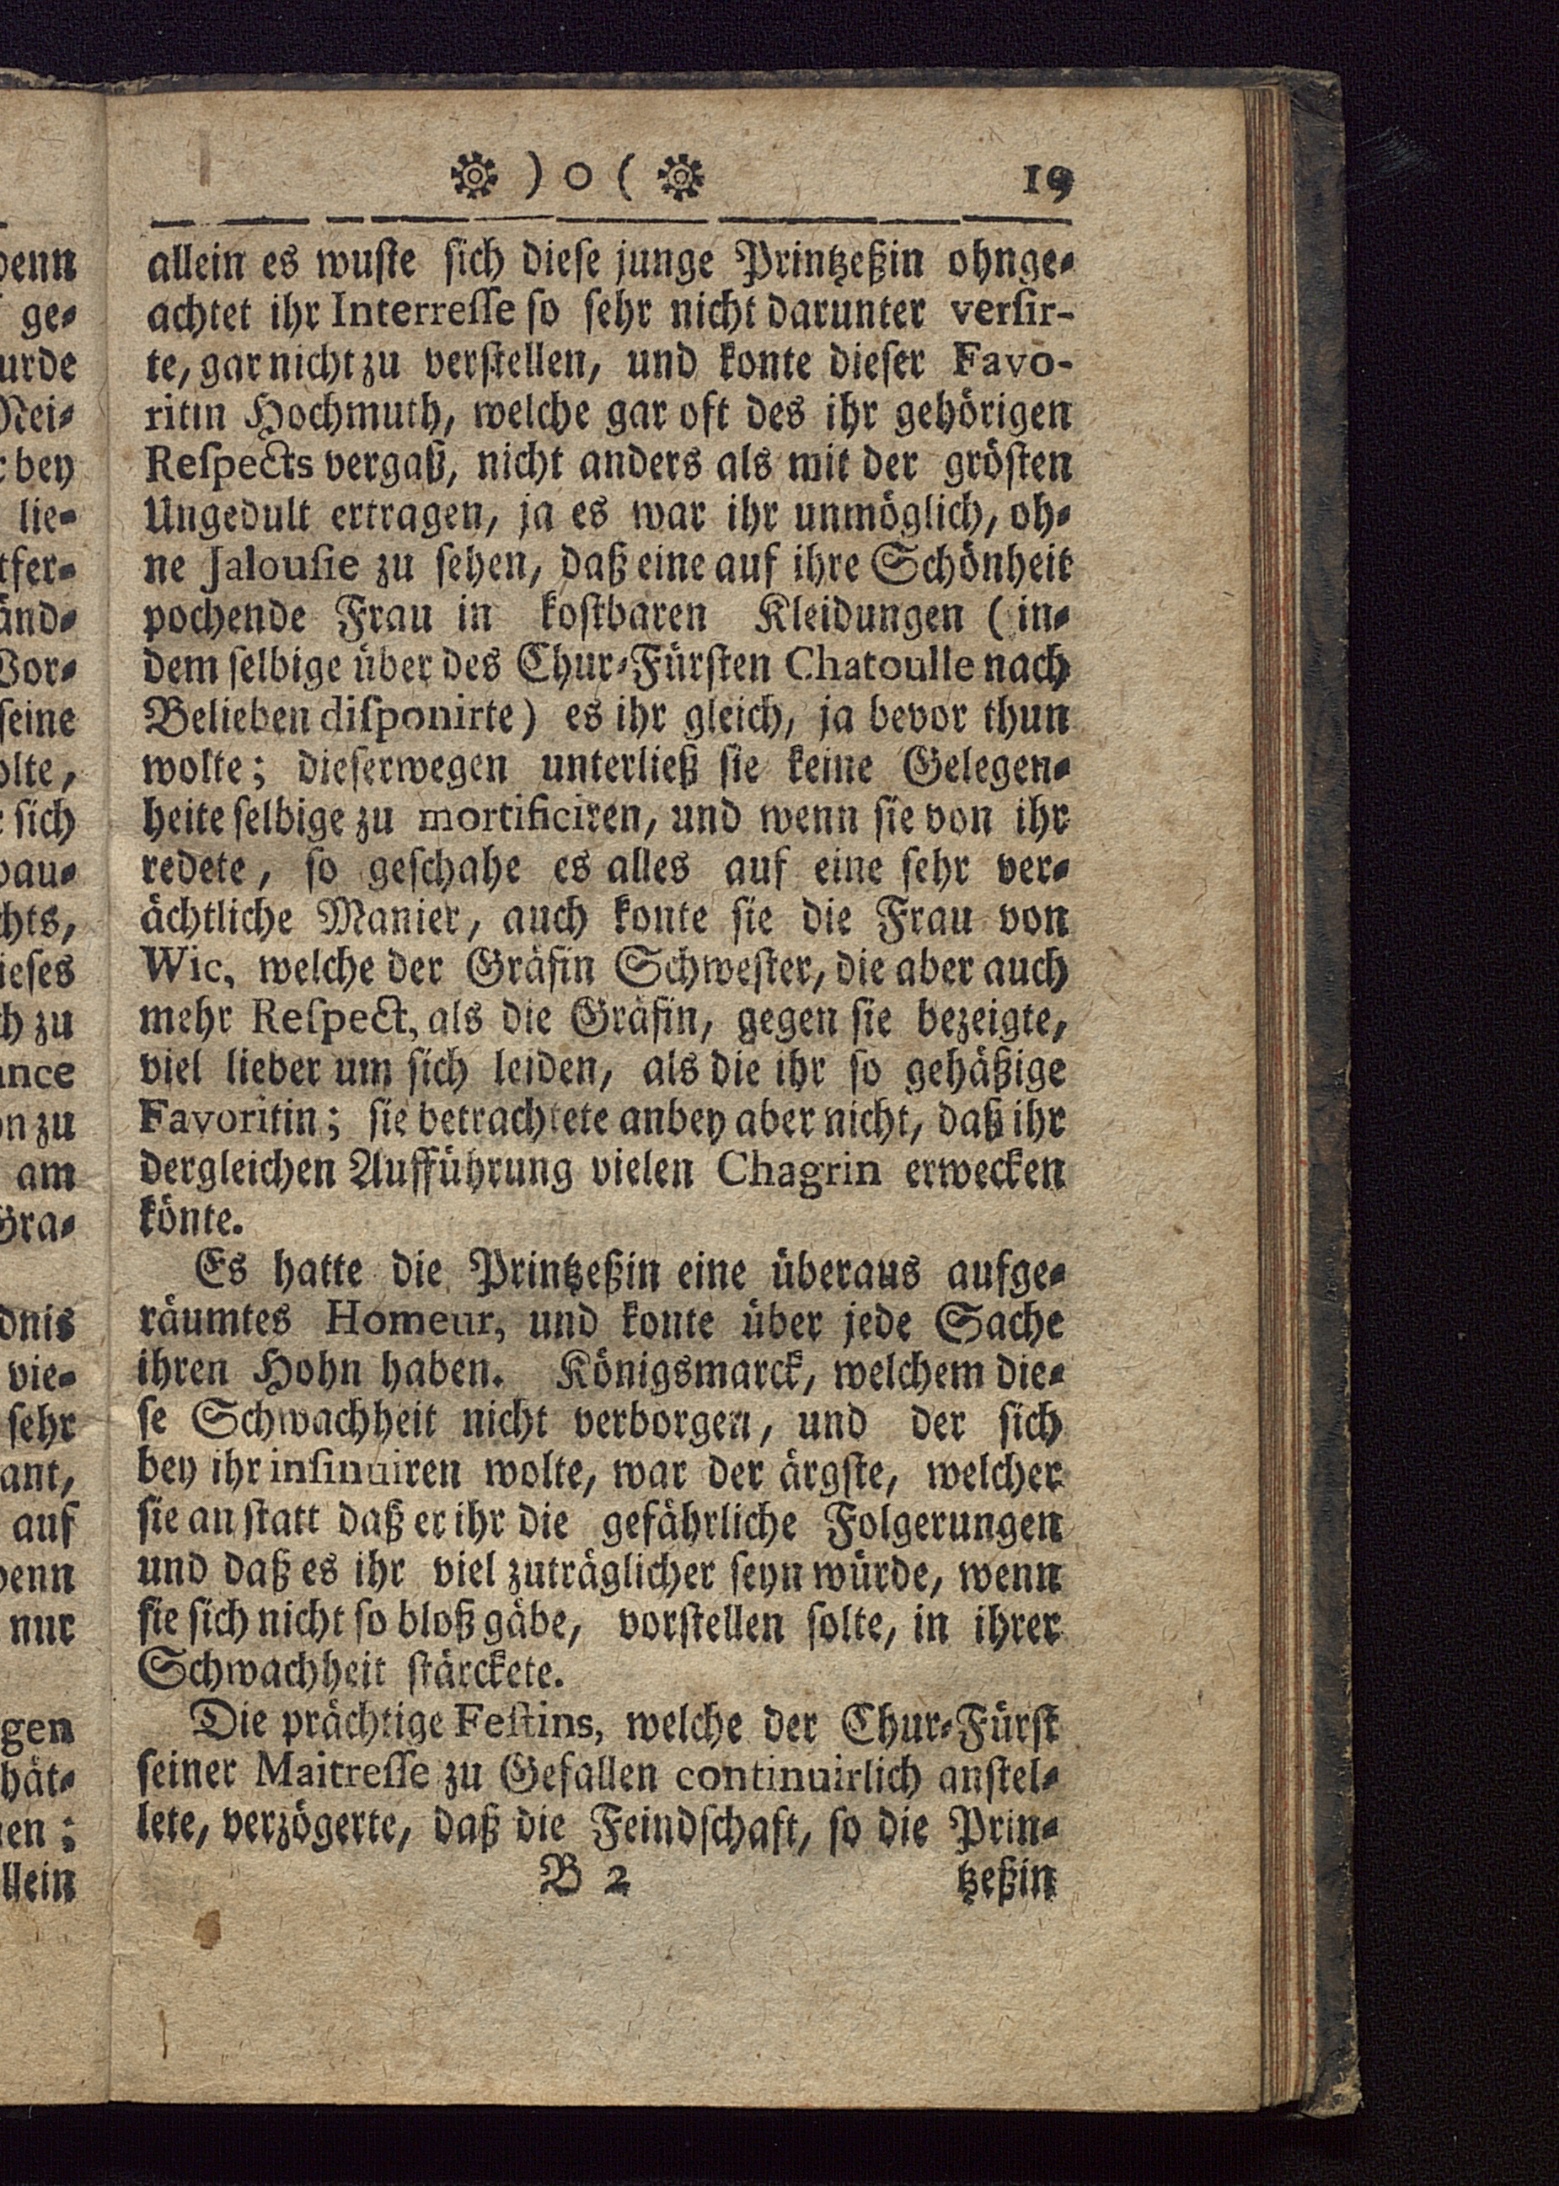 ) o ( 19
allein es wuste sich diese junge Printzeßin ohnge-
achtet ihr Interresse so sehr nicht darunter versir-
te, gar nicht zu verstellen, und konte dieser Favo-
ritin Hochmuth, welche gar oft des ihr gehörigen
Respects vergaß, nicht anders als mit der grösten
Ungedult ertragen, ja es war ihr unmöglich, oh-
ne Jalousie zu sehen, daß eine auf ihre Schönheit
pochende Frau in kostbaren Kleidungen (in-
dem selbige über des Chur-Fürsten Chatoulle nach
Belieben disponirte) es ihr gleich, ja bevor thun
wolte; dieserwegen unterließ sie keine Gelegen-
heite selbige zu mortificiren, und wenn sie von ihr
redete, so geschahe es alles auf eine sehr ver-
ächtliche Manier, auch konte sie die Frau von
Wic, welche der Gräfin Schwester, die aber auch
mehr Respect, als die Gräfin, gegen sie bezeigte,
viel lieber um sich leiden, als die ihr so gehäßige
Favoritin; sie betrachtete anbey aber nicht, daß ihr
dergleichen Aufführung vielen Chagrin erwecken
könte.
Es hatte die Printzeßin eine überaus aufge-
räumtes Homeur, und konte über jede Sache
ihren Hohn haben. Königsmarck, welchem die-
se Schwachheit nicht verborgen, und der sich
bey ihr insinuiren wolte, war der ärgste, welcher
sie an statt daß er ihr die gefährliche Folgerungen
und daß es ihr viel zuträglicher seyn würde, wenn
sie sich nicht so bloß gäbe, vorstellen solte, in ihrer
Schwachheit stärckete.
Die prächtige Festins, welche der Chur-Fürst
seiner Maitresse zu Gefallen continuirlich anstel-
lete, verzögerte, daß die Feindschaft, so die Prin-
B 2 tzeßin